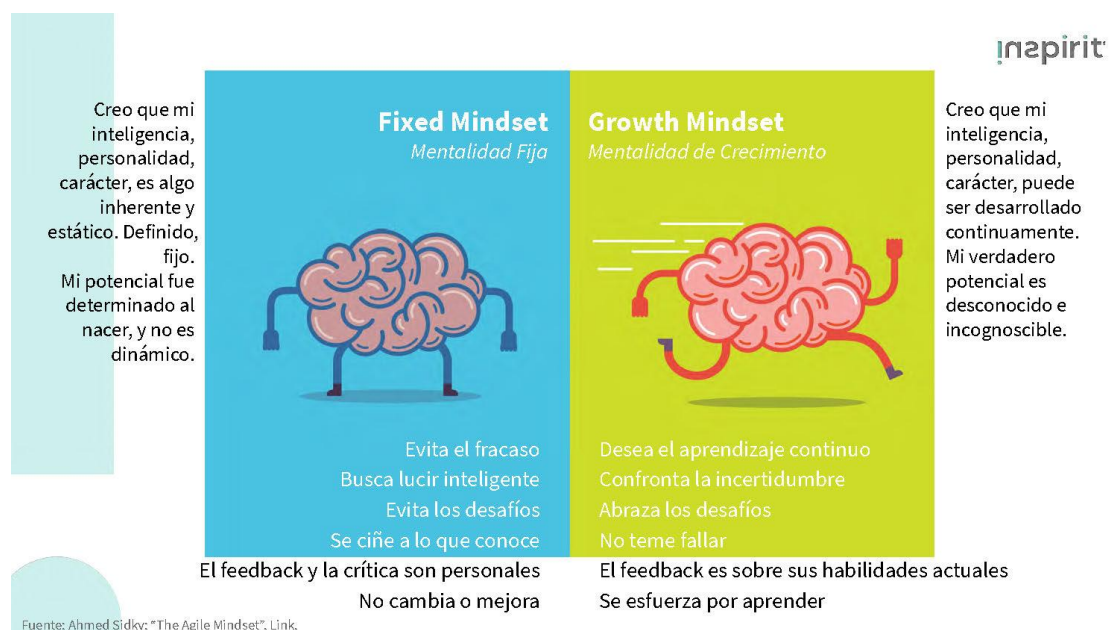 inspirit
Creo que mi
inteligencia,
personalidad,
carácter, es algo
inherente y
estático. Definido,
fijo.
Mi potencial fue
determinado al
nacer, y no es
dinámico.
Fixed Mindset
Mentalidad Fija
Evita el fracaso
Busca lucir inteligente
Evita los desafíos
Se ciñe a lo que conoce
El feedback y la crítica son personales
No cambia o mejora
Growth Mindset
Mentalidad de Crecimiento
Desea el aprendizaje continuo
Confronta la incertidumbre
Abraza los desafíos
No teme fallar
El feedback es sobre sus habilidades actuales
Se esfuerza por aprender
Creo que mi
inteligencia,
personalidad,
carácter, puede
ser desarrollado
continuamente.
Mi verdadero
potencial es
desconocido e
incognoscible.
Fuente: Ahmed Sidky: "The Agile Mindset". Link.